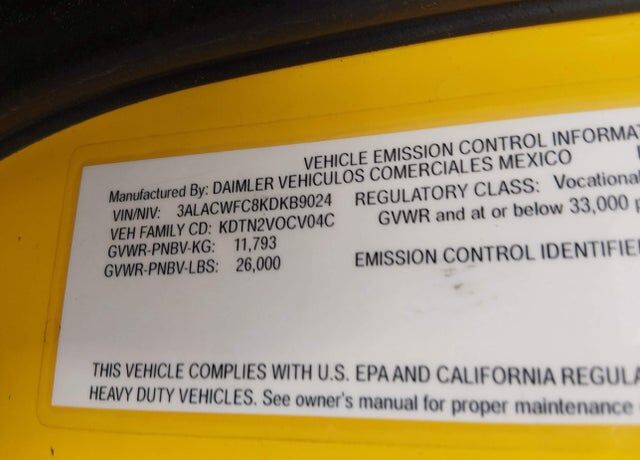 VEHICLE EMISSION CONTROL
Manufactured By: DAIMLER VEHICULOS COMERCIALES MEXICO
VIN/NIV: 3ALACWFC8KDKB9024 REGULATORY CLASS: Vocational
VEH FAMILY CD: KDTN2VOCV04C GVWR and at or below 33,000
GVWR-PNBV-KG: 11,793
GVWR-PNBV-LBS: 26,000 EMISSION CONTROL
THIS VEHICLE COMPLIES WITH U.S. EPA AND CALIFORNIA
HEAVY DUTY VEHICLES. See owner's manual for proper maintenance